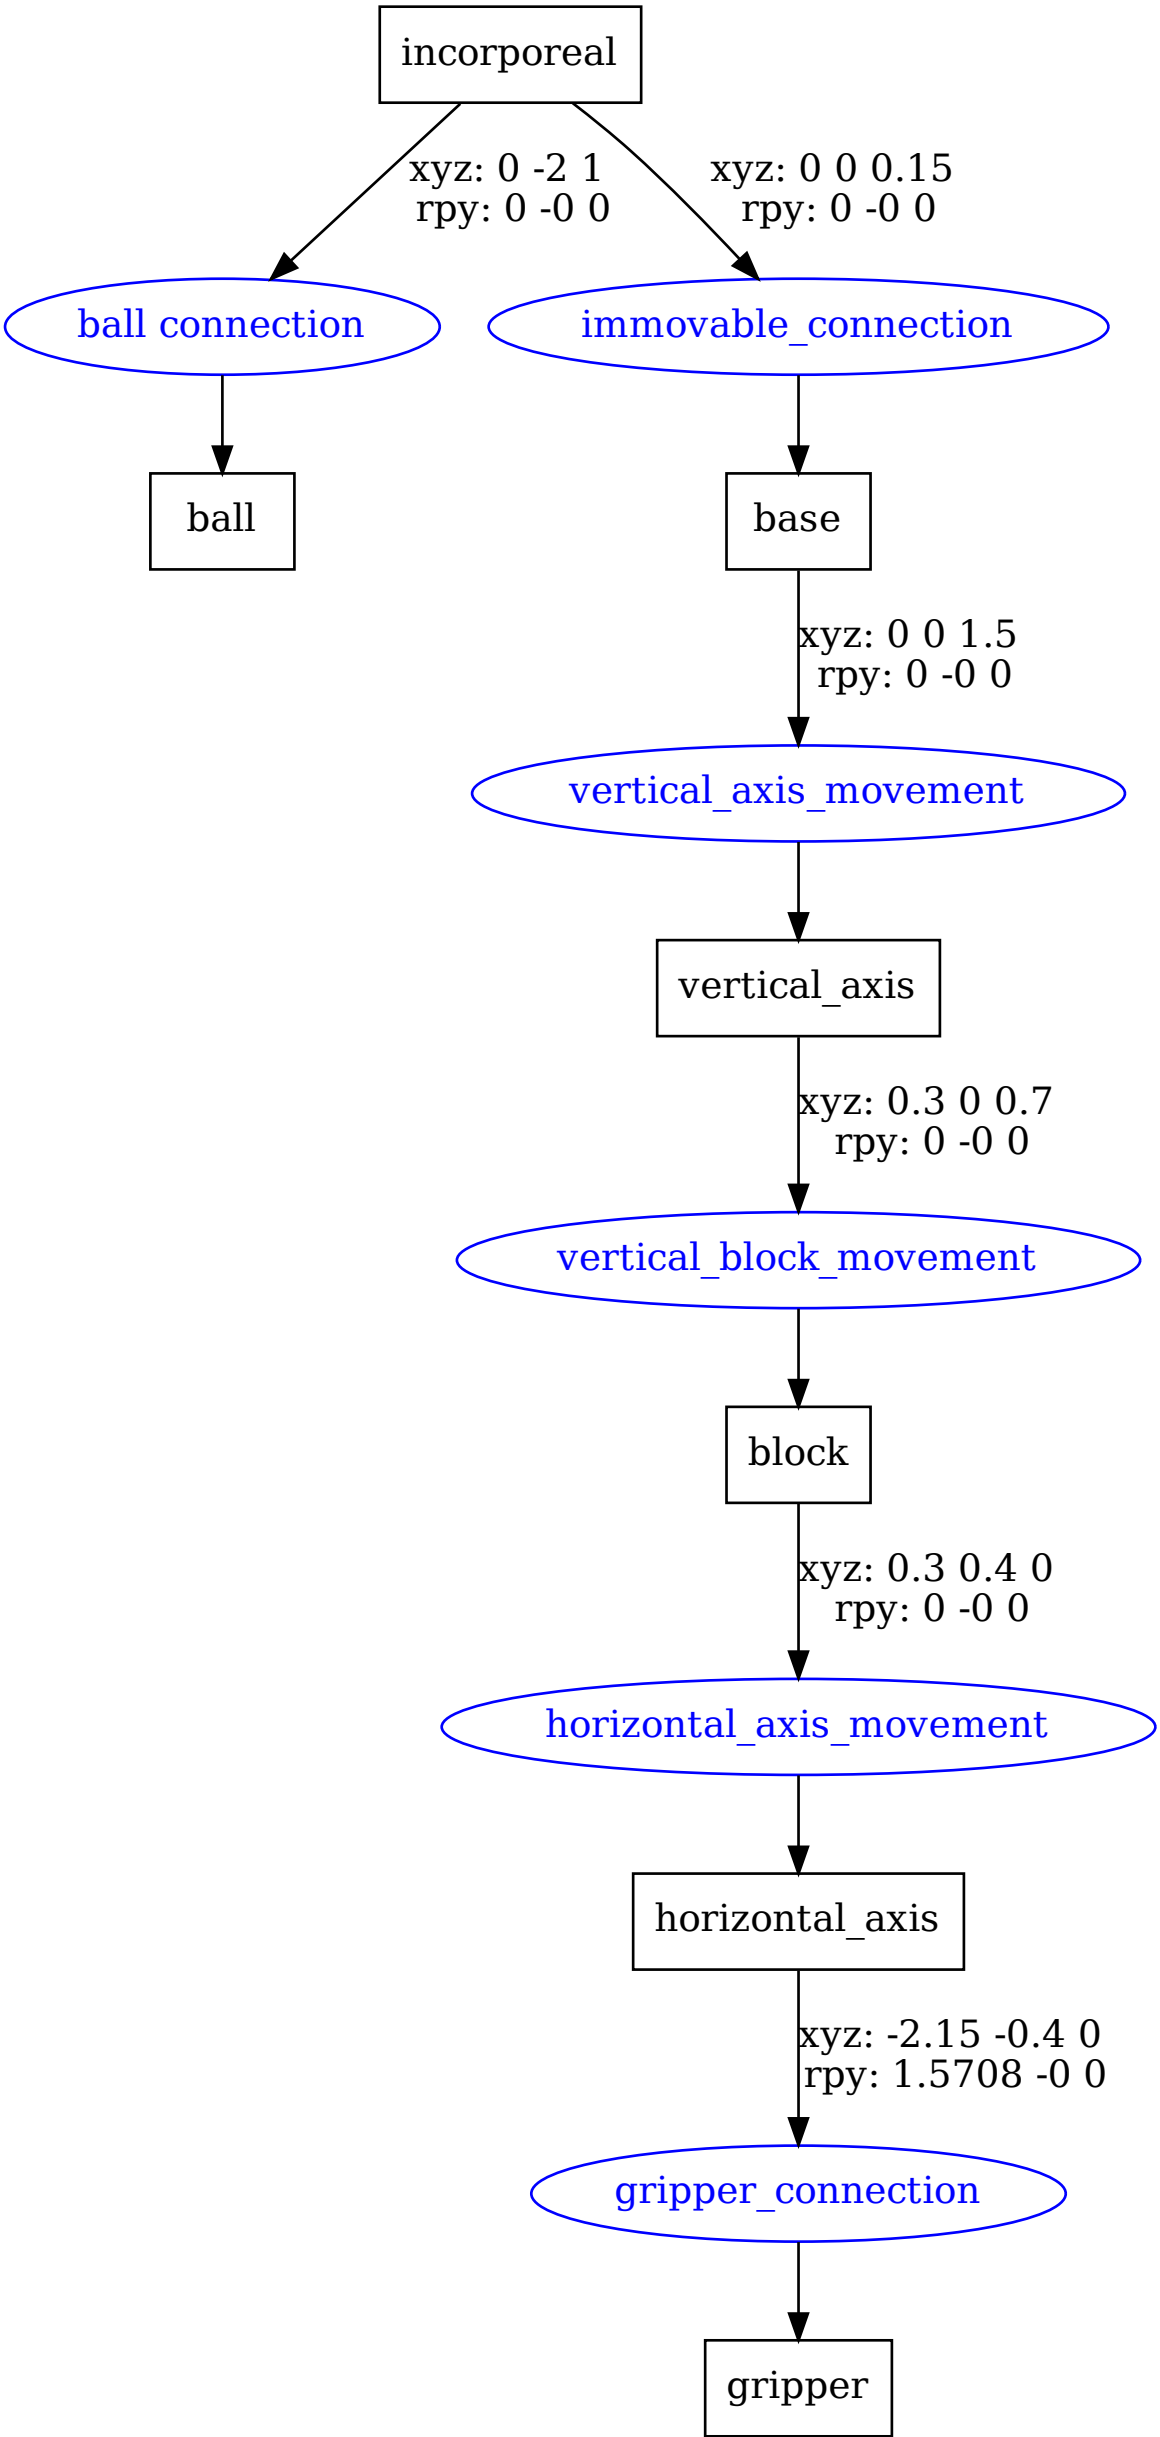 incorporeal
xyz: 0 -2 1
rpy: 0 -0 0
xyz: 0 0 0.15
rpy: 0 -0 0
ball connection
immovable_connection
ball
base
xyz: 0 0 1.5
rpy: 0 -0 0
vertical_axis_movement
vertical_axis
xyz: 0.3 0 0.7
rpy: 0 -0 0
vertical_block_movement
block
xyz: 0.3 0.4 0
rpy: 0 -0 0
horizontal_axis_movement
horizontal_axis
xyz: -2.15 -0.4 0
rpy: 1.5708 -0 0
gripper_connection
gripper